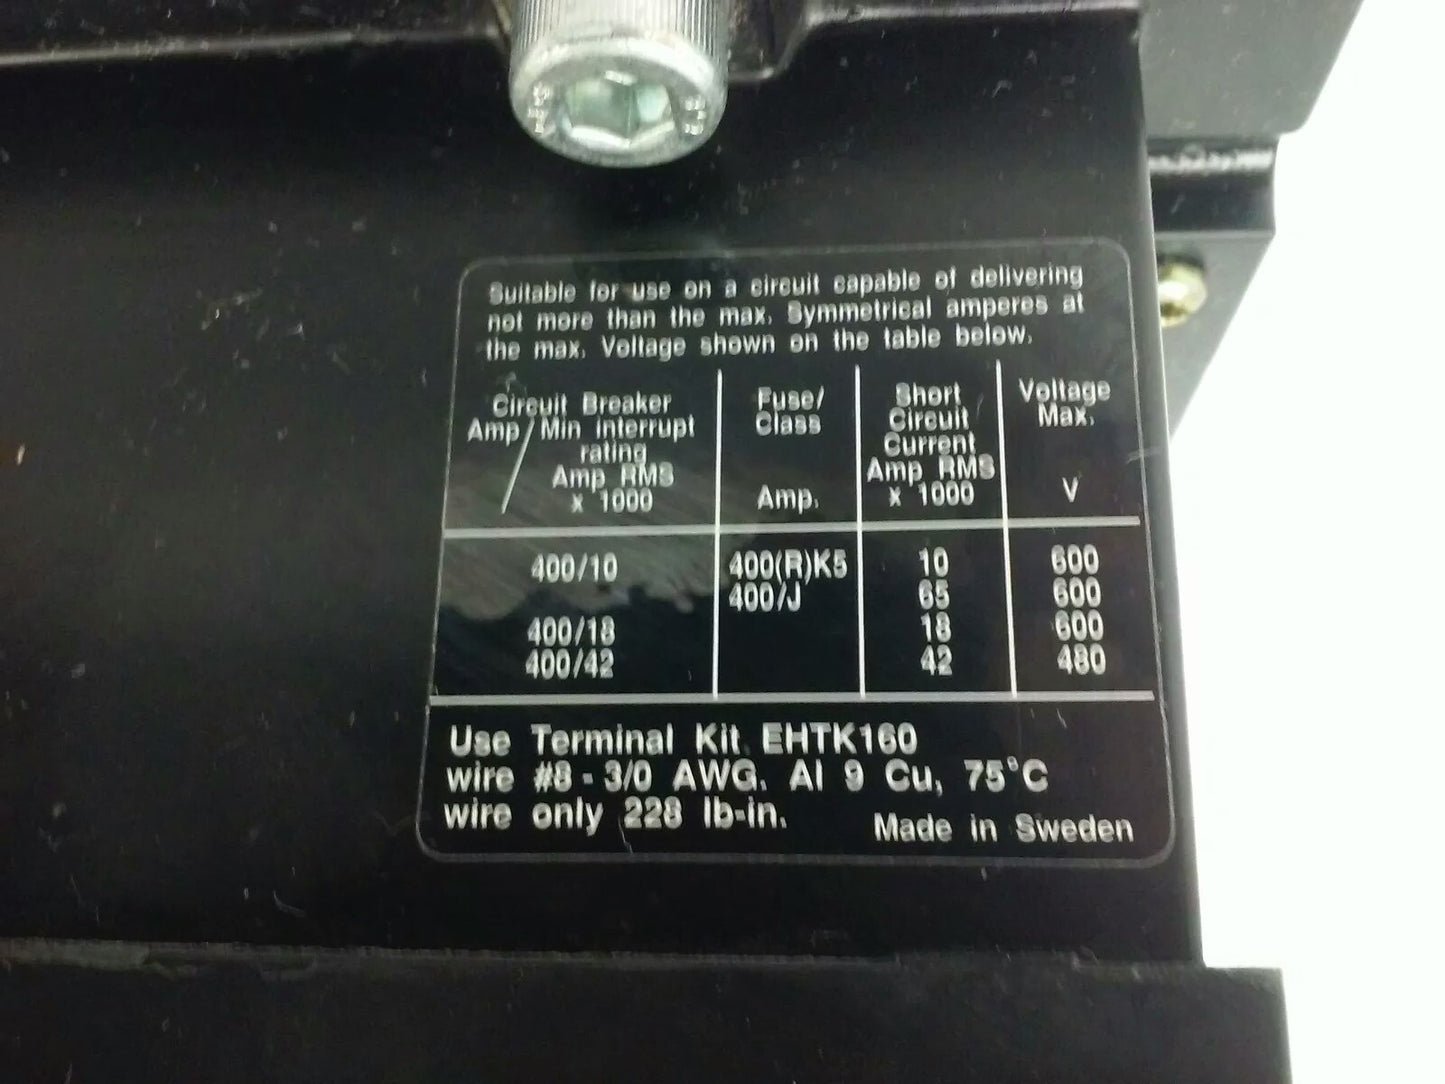 Suitable for use on a circuit capable of delivering
not more than the max. Symmetrical amperes at
the max. Voltage shown on the table below.
Circuit Breaker
Amp / Min interrupt
rating
Amp RMS
x 1000
Fuse/
Class
Amp.
Short
Circuit
Current
Amp RMS
x 1000
Voltage
Max.
V
400/10 400(R)K5 10 600
400/J 65 600
400/18 18 600
400/42 42 480
Use Terminal Kit EHTK160
wire #8 - 3/0 AWG. Al 9 Cu, 75°C
wire only 228 lb-in.
Made in Sweden